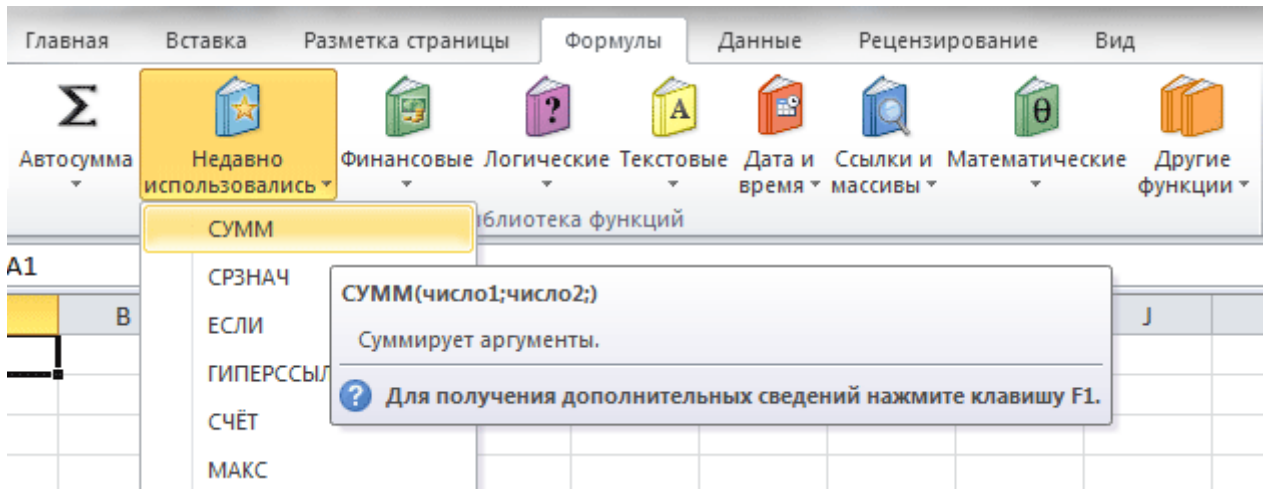 Главная Вставка Разметка страницы Формулы Данные Рецензирование Вид
Σ ? A θ
Автосумма Недавно использовались Финансовые Логические Текстовые Дата и время Ссылки и массивы Математические Другие функции
блиотека функций
A1
СУММ
СРЗНАЧ
ЕСЛИ
ГИПЕРССЫЛ
СЧЁТ
МАКС
СУММ(число1;число2;)
Суммирует аргументы.
? Для получения дополнительных сведений нажмите клавишу F1.
B J